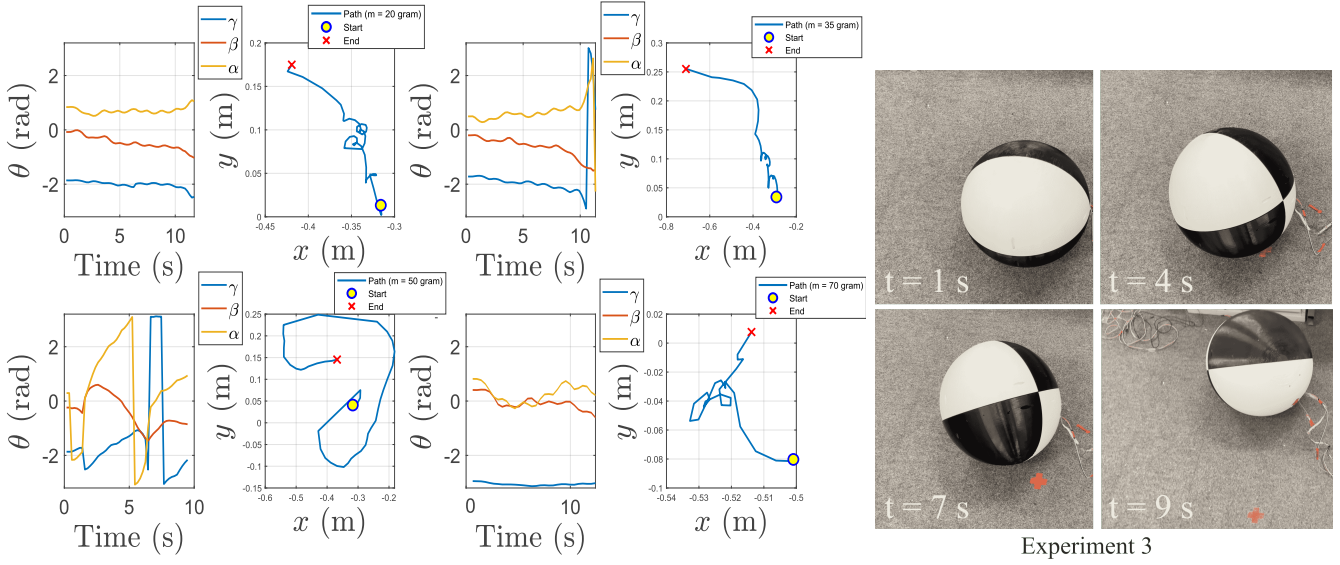 γ
β
α
θ (rad)
2
0
-2
0
5
10
Time (s)
Path (m = 20 gram)
Start
End
y (m)
0.2
0.15
0.1
0.05
0
-0.45
-0.4
-0.35
-0.3
x (m)
γ
β
α
θ (rad)
2
0
-2
0
5
10
Time (s)
Path (m = 35 gram)
Start
End
y (m)
0.3
0.25
0.2
0.15
0.1
0.05
0
-1
-0.8
-0.6
-0.4
-0.2
x (m)
γ
β
α
θ (rad)
2
0
-2
0
5
10
Time (s)
Path (m = 50 gram)
Start
End
y (m)
0.25
0.2
0.15
0.1
0.05
0
-0.05
-0.1
-0.15
-0.6
-0.5
-0.4
-0.3
-0.2
x (m)
γ
β
α
θ (rad)
2
0
-2
0
5
10
Time (s)
Path (m = 70 gram)
Start
End
y (m)
0.02
0
-0.02
-0.04
-0.06
-0.08
-0.1
-0.54
-0.53
-0.52
-0.51
-0.5
x (m)
t = 1 s
t = 4 s
t = 7 s
t = 9 s
Experiment 3